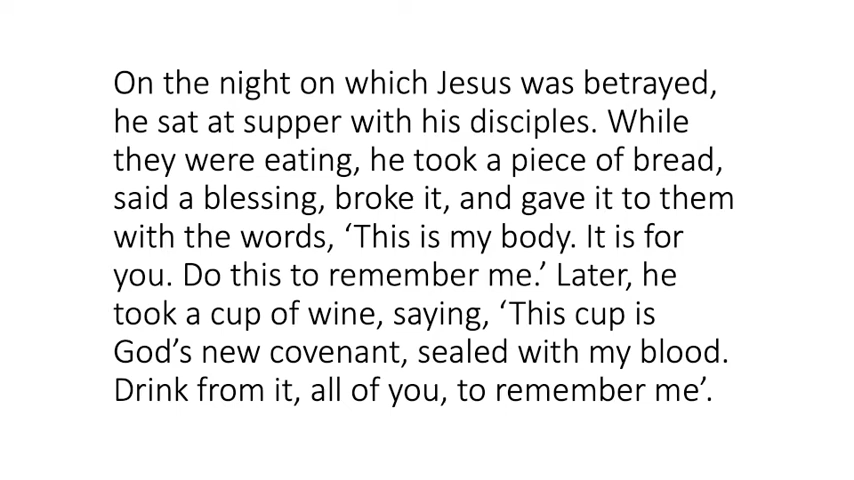 On the night on which Jesus was betrayed,
he sat at supper with his disciples. While
they were eating, he took a piece of bread,
said a blessing, broke it, and gave it to them
with the words, ‘This is my body. It is for
you. Do this to remember me.’ Later, he
took a cup of wine, saying, ‘This cup is
God’s new covenant, sealed with my blood.
Drink from it, all of you, to remember me’.